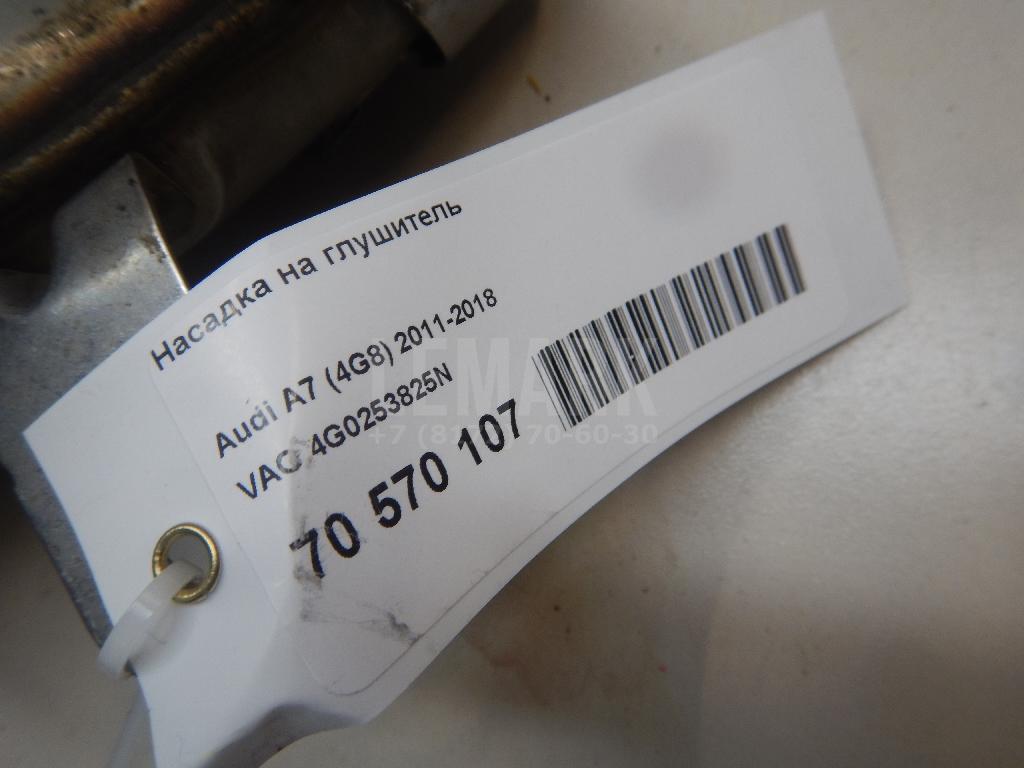 Насадка на глушитель
Audi A7 (4G8) 2011-2018
VAG 4G0253825N
70 570 107